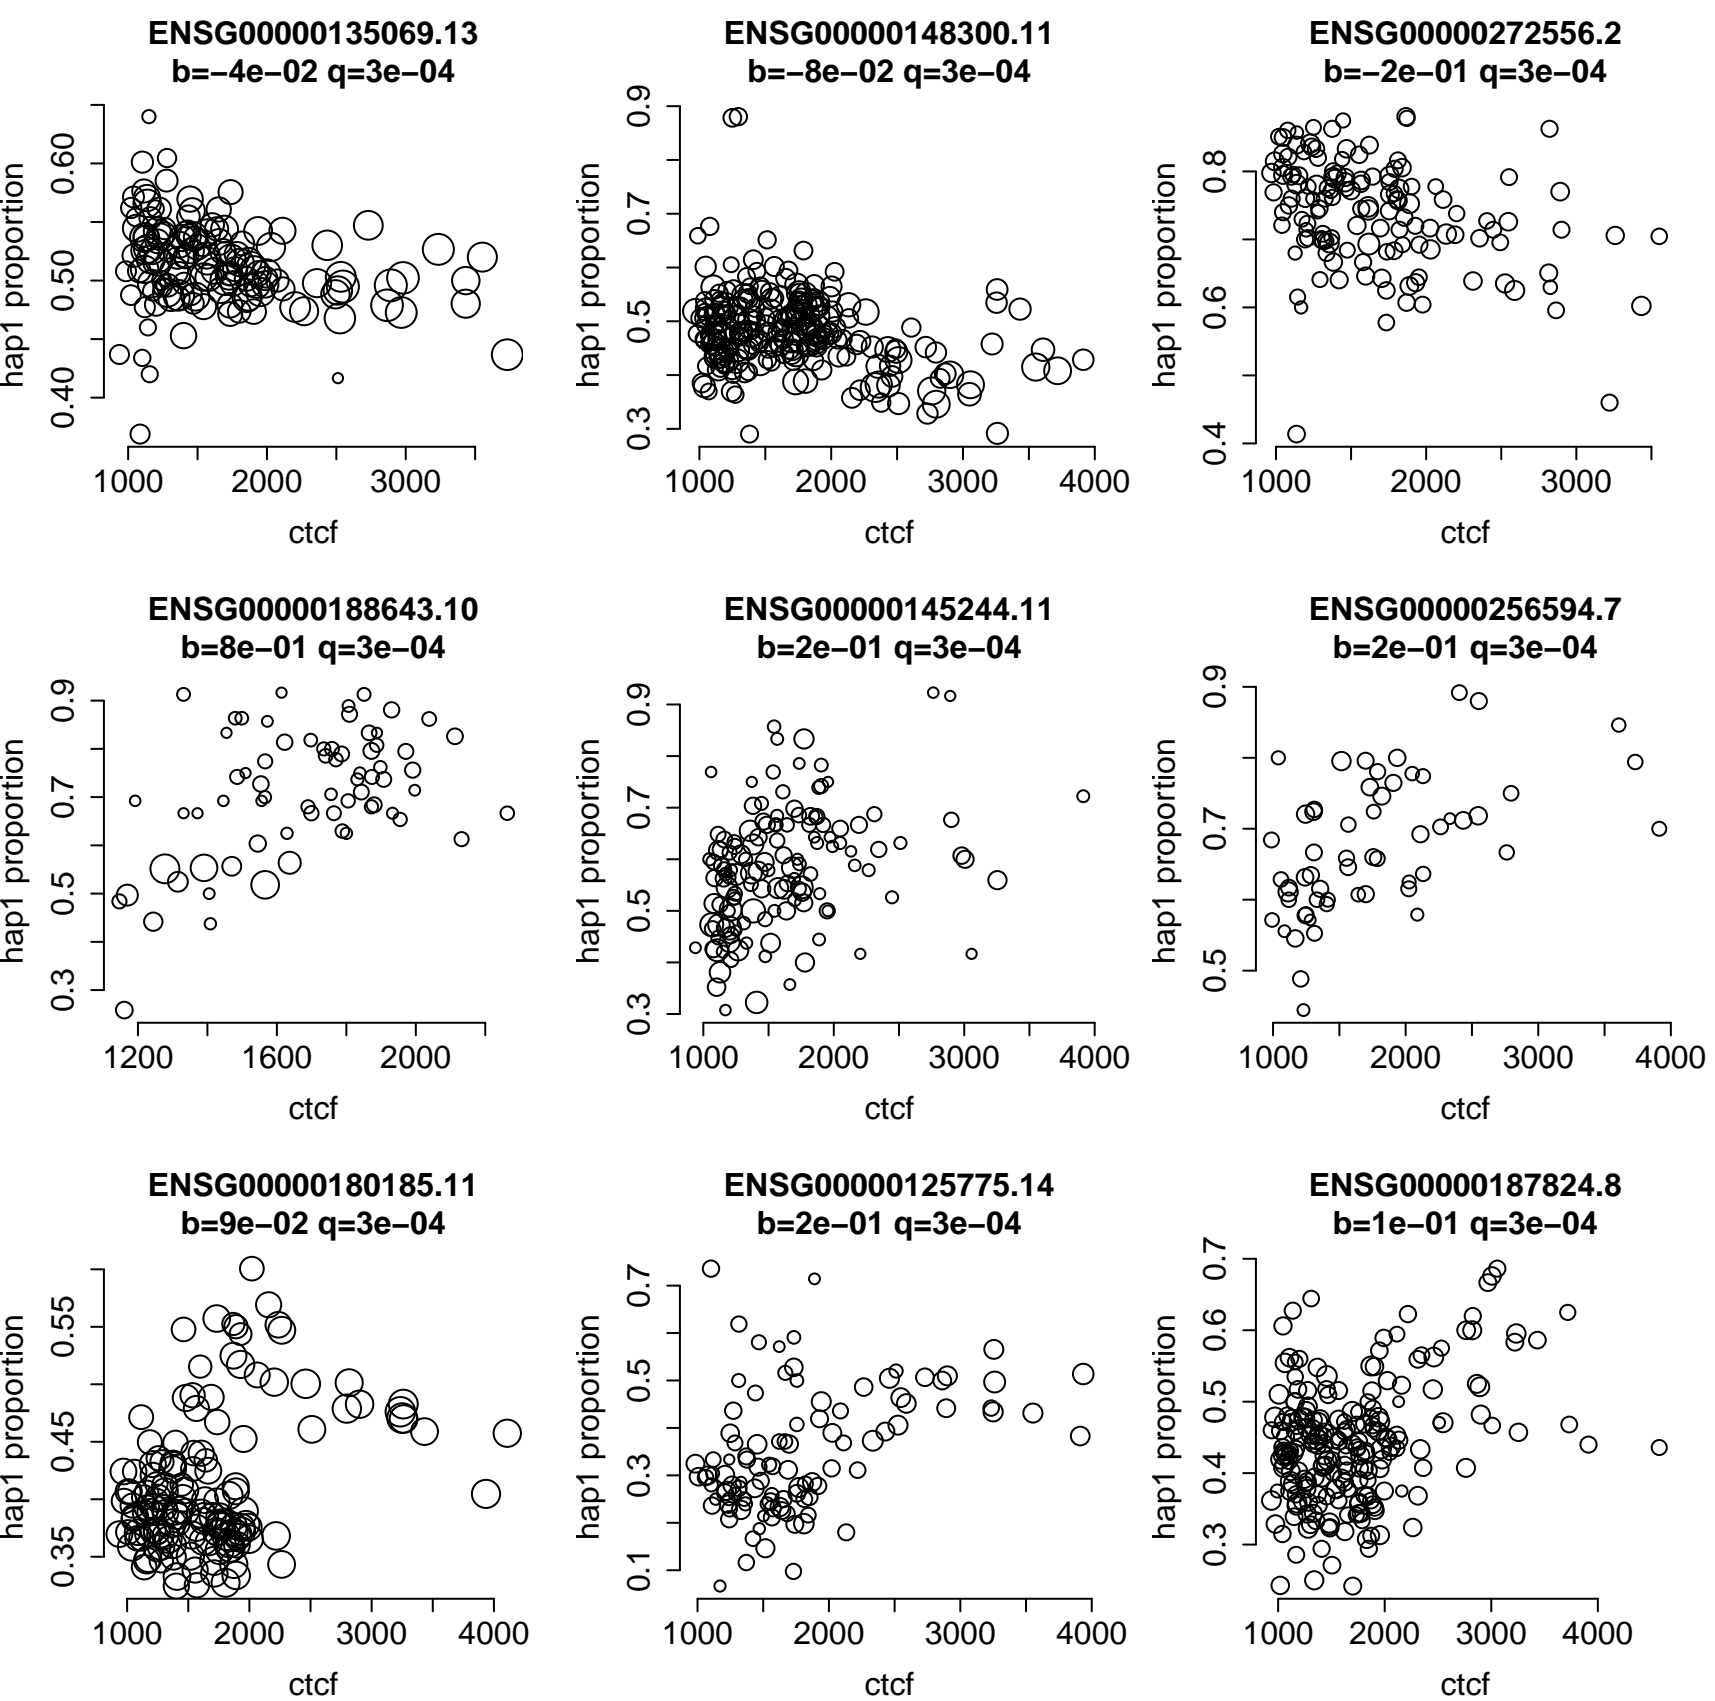 ENSG00000135069.13
b=−4e−02 q=3e−04
hap1 proportion
0.60
0.50
0.40
1000 2000 3000
ctcf
ENSG00000148300.11
b=−8e−02 q=3e−04
hap1 proportion
0.9
0.7
0.5
0.3
1000 2000 3000 4000
ctcf
ENSG00000272556.2
b=−2e−01 q=3e−04
hap1 proportion
0.8
0.6
0.4
1000 2000 3000
ctcf
ENSG00000188643.10
b=8e−01 q=3e−04
hap1 proportion
0.9
0.7
0.5
0.3
1200 1600 2000
ctcf
ENSG00000145244.11
b=2e−01 q=3e−04
hap1 proportion
0.9
0.7
0.5
0.3
1000 2000 3000 4000
ctcf
ENSG00000256594.7
b=2e−01 q=3e−04
hap1 proportion
0.9
0.7
0.5
1000 2000 3000 4000
ctcf
ENSG00000180185.11
b=9e−02 q=3e−04
hap1 proportion
0.55
0.45
0.35
1000 2000 3000 4000
ctcf
ENSG00000125775.14
b=2e−01 q=3e−04
hap1 proportion
0.7
0.5
0.3
0.1
1000 2000 3000 4000
ctcf
ENSG00000187824.8
b=1e−01 q=3e−04
hap1 proportion
0.7
0.6
0.5
0.4
0.3
1000 2000 3000 4000
ctcf